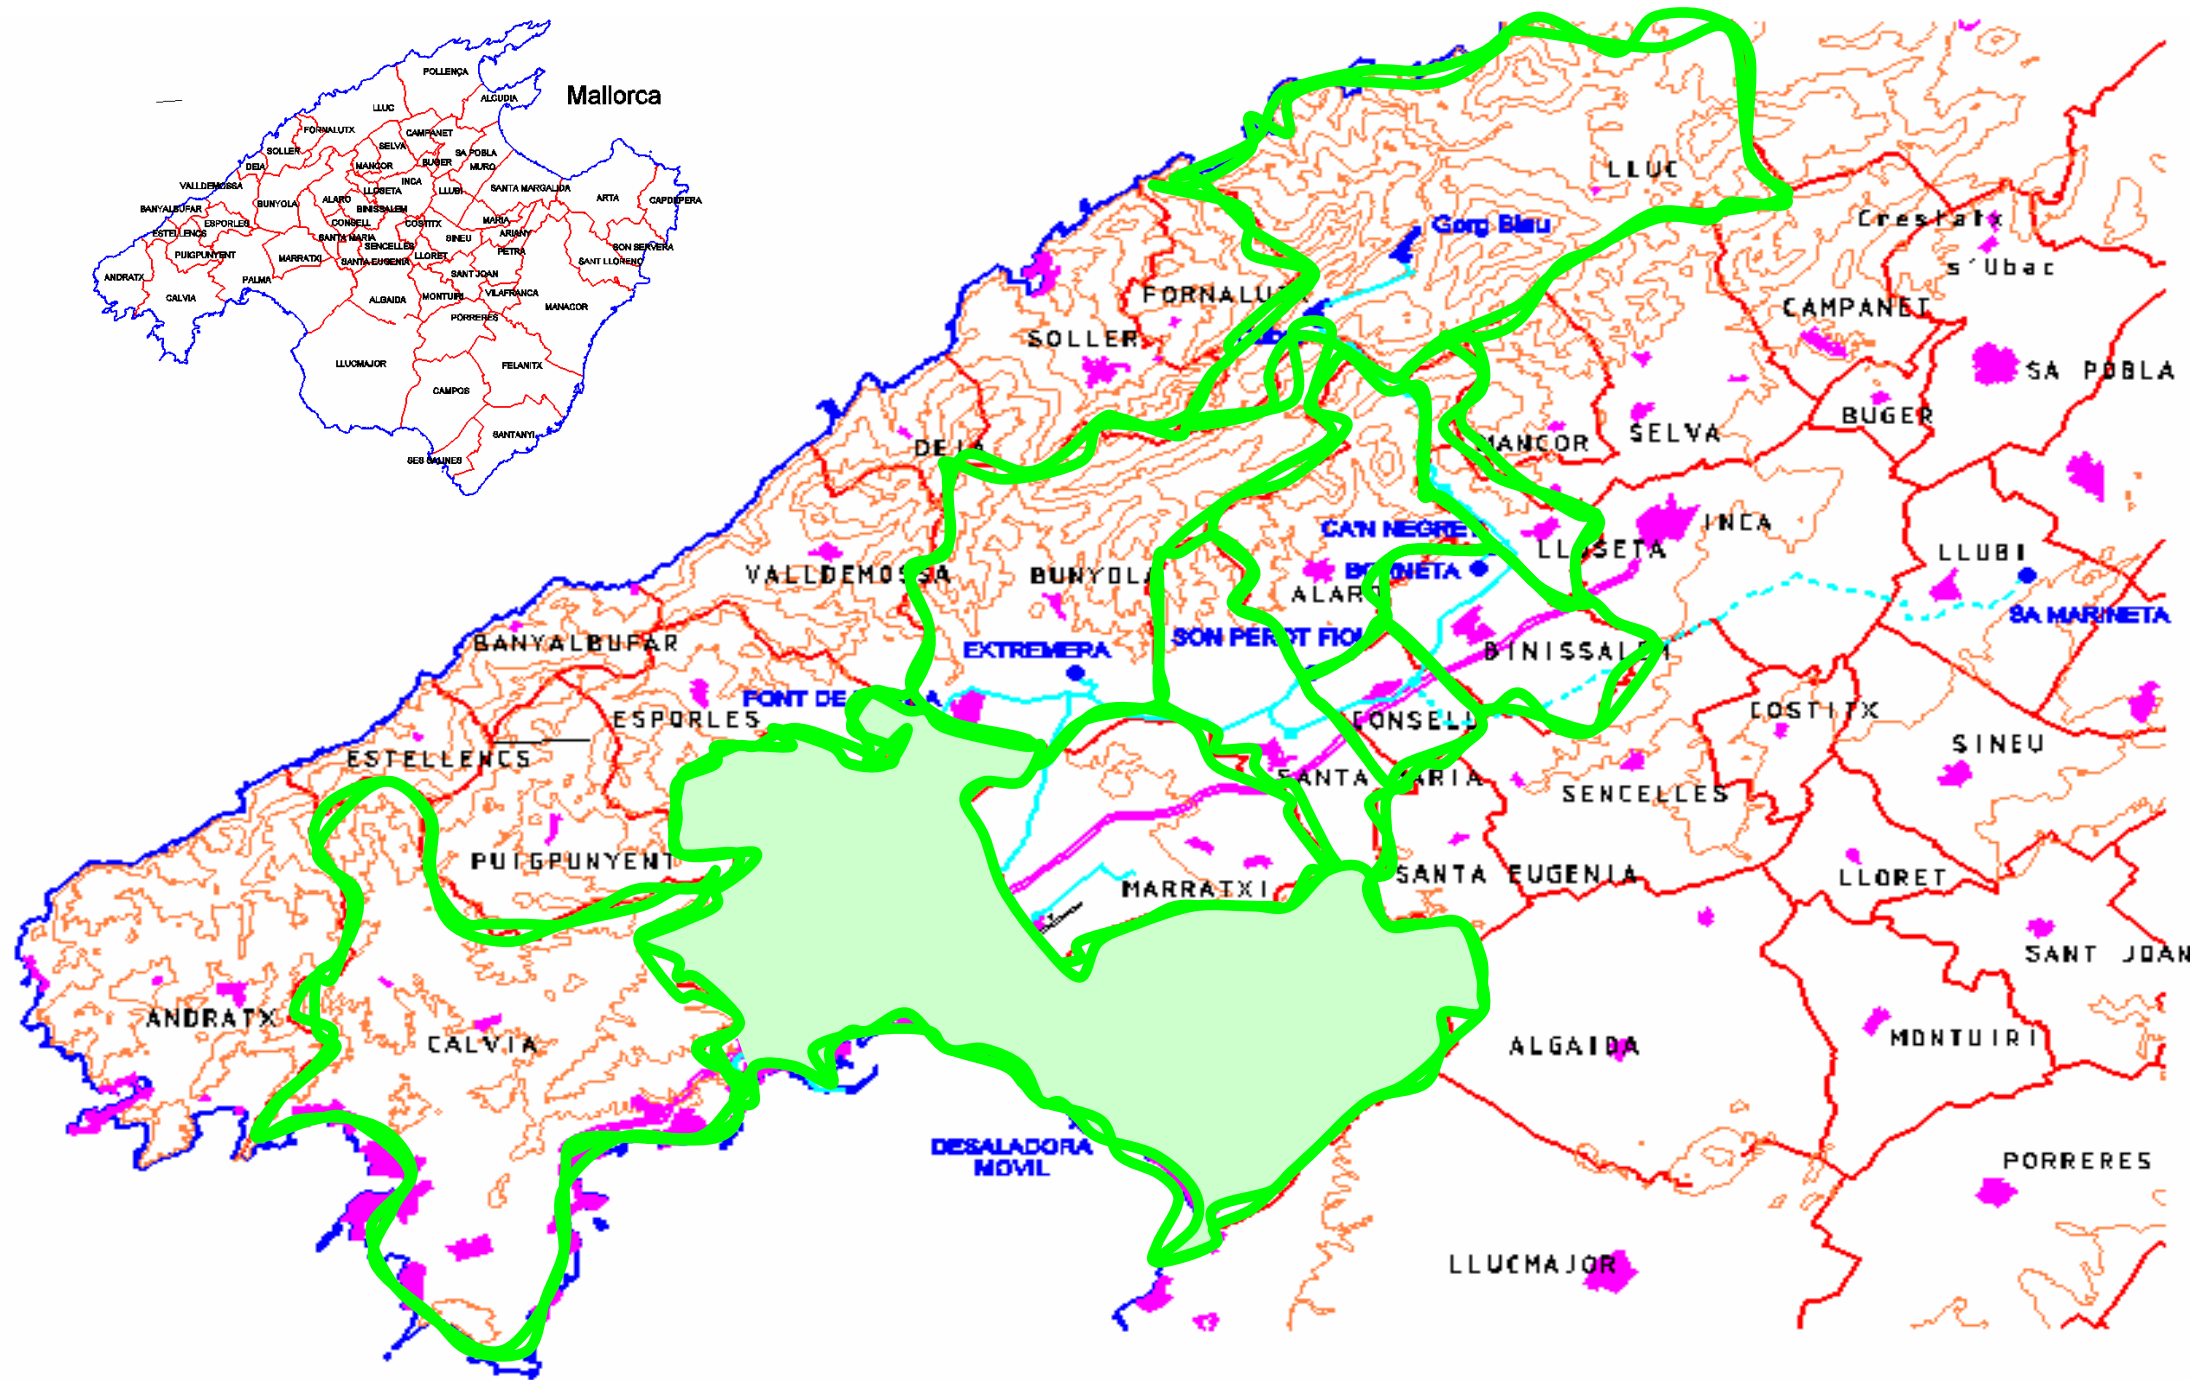 Mallorca
POLLENÇA
LLUC
ALCUDIA
FORNALUTX
CAMPANET
SOLLER
SELVA
SA POBLA
DEIA
MANCOR
BUGER
MURO
VALLDEMOSSA
INCA
LLOSETA
LLUBI
SANTA MARGALIDA
ARTA
CAPDEPERA
BUNYOLA
ALARO
BANYALBUFAR
BINISSALEM
ESPORLES
CONSELL
COSTITX
MARIA
ESTELLENCS
SANTA MARIA
SINEU
ARIANY
PUIGPUNYENT
SENCELLES
PETRA
SON SERVERA
MARRATXI
SANTA EUGENIA
LLORET
SANT LLORENÇ
ANDRATX
PALMA
SANT JOAN
CALVIA
ALGAIDA
MONTUIRI
VILAFRANCA
MANACOR
PORRERES
LLUCMAJOR
FELANITX
CAMPOS
SANTANYI
SES SALINES
LLUC
Crestatx
Gorg Blau
s'Ubac
FORNALUTX
CAMPANET
SOLLER
SA POBLA
BUGER
DEIA
MANCOR
SELVA
CA'N NEGRET
INCA
LLOSETA
LLUBI
VALLDEMOSSA
BUNYOLA
BORNETA
ALARO
SA MARINETA
BANYALBUFAR
EXTREMERA
SON PEROT FIOL
BINISSALEM
FONT DE
ESPORLES
CONSELL
COSTITX
ESTELLENCS
SINEU
SANTA MARIA
SENCELLES
PUIGPUNYENT
MARRATXI
SANTA EUGENIA
LLORET
SANT JOAN
ANDRATX
CALVIA
ALGAIDA
MONTUIRI
DESALADORA
MOVIL
PORRERES
LLUCMAJOR